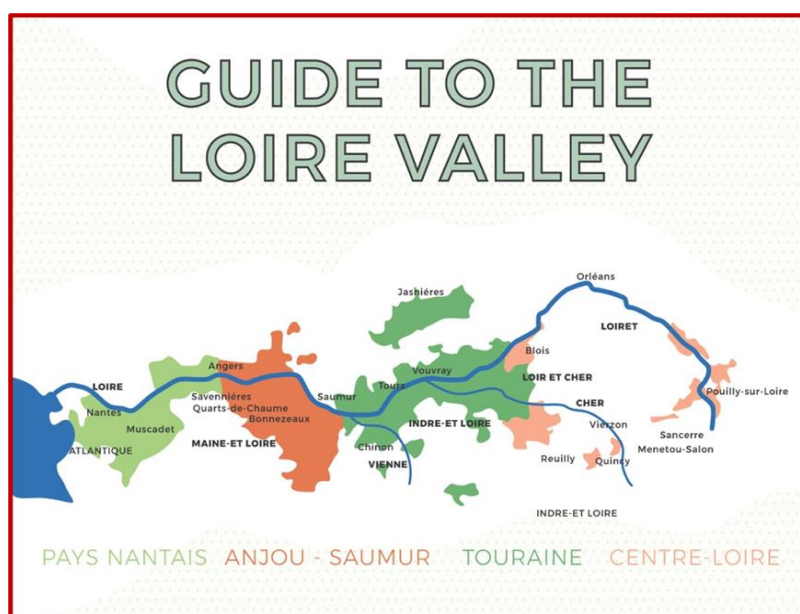 GUIDE TO THE
LOIRE VALLEY
Orléans
Jashiéres
LOIRET
Blois
Angers
Vouvray
LOIR ET CHER
LOIRE
Tours
Pouilly-sur-Loire
Savennières
Saumur
CHER
Quarts-de-Chaume
Nantes
Bonnezeaux
INDRE-ET LOIRE
Vierzon
Muscadet
Sancerre
MAINE-ET LOIRE
Chinon
Menetou-Salon
ATLANTIQUE
VIENNE
Reuilly
Quincy
INDRE-ET LOIRE
PAYS NANTAIS ANJOU - SAUMUR TOURAINE CENTRE-LOIRE